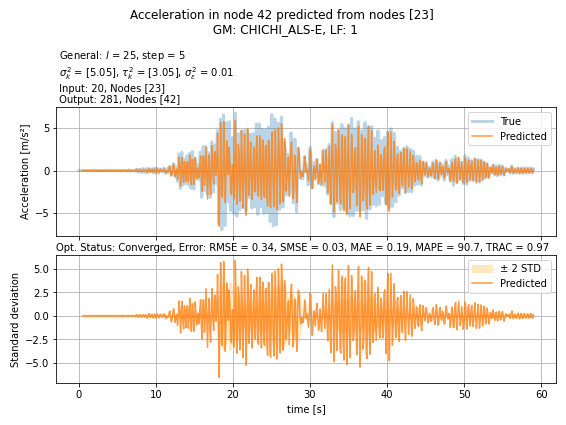 Acceleration in node 42 predicted from nodes [23]
GM: CHICHI_ALS-E, LF: 1
General: l = 25, step = 5
σ²ₖ = [5.05], τ²ₖ = [3.05], σ²ε = 0.01
Input: 20, Nodes [23]
Output: 281, Nodes [42]
Acceleration [m/s²]
5
0
−5
True
Predicted
Opt. Status: Converged, Error: RMSE = 0.34, SMSE = 0.03, MAE = 0.19, MAPE = 90.7, TRAC = 0.97
Standard deviation
5.0
2.5
0.0
−2.5
−5.0
± 2 STD
Predicted
0 10 20 30 40 50 60
time [s]